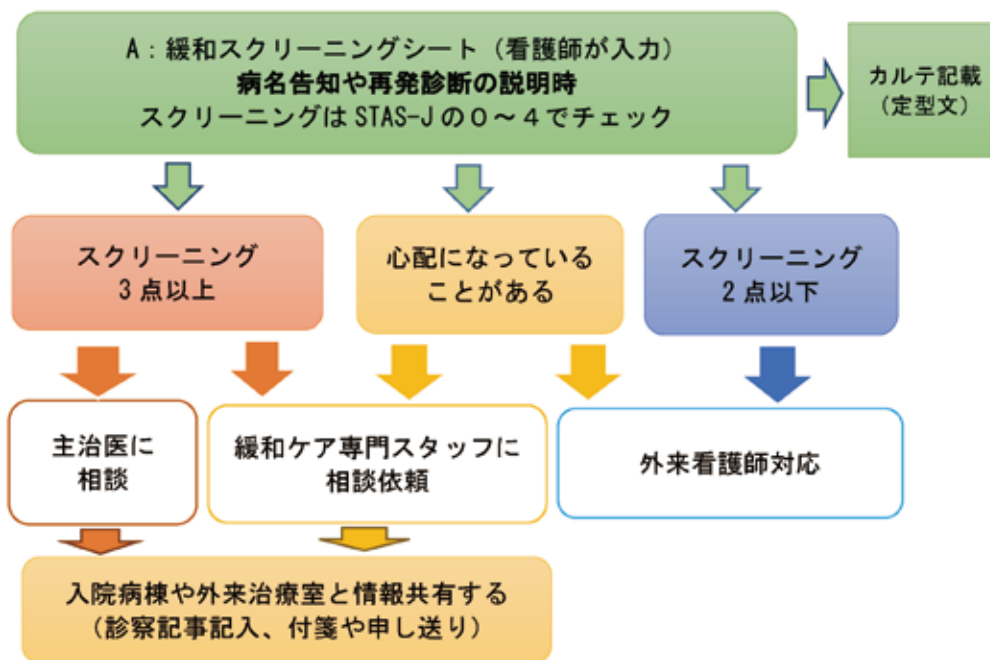 A：緩和スクリーニングシート（看護師が入力）
病名告知や再発診断の説明時
スクリーニングは STAS-J の０～４でチェック
カルテ記載
（定型文）
スクリーニング
３点以上
心配になっている
ことがある
スクリーニング
２点以下
主治医に
相談
緩和ケア専門スタッフに
相談依頼
外来看護師対応
入院病棟や外来治療室と情報共有する
（診察記事記入、付箋や申し送り）